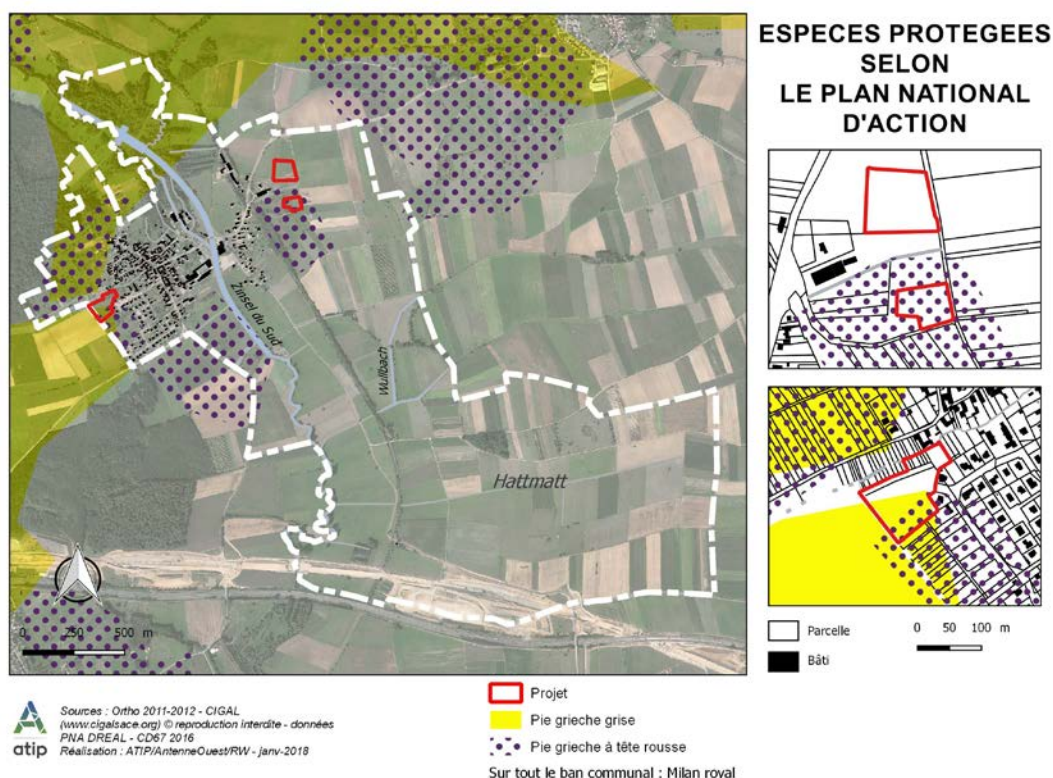 ESPECES PROTEGEES
SELON
LE PLAN NATIONAL
D'ACTION
Zinsel du Sud
Wullbach
Hattmatt
0 250 500 m
Parcelle
Bâti
0 50 100 m
atip
Sources : Ortho 2011-2012 - CIGAL
(www.cigalsace.org) © reproduction interdite - données
PNA DREAL - CD67 2016
Réalisation : ATIP/AntenneOuest/RW - janv-2018
Projet
Pie grieche grise
Pie grieche à tête rousse
Sur tout le ban communal : Milan royal